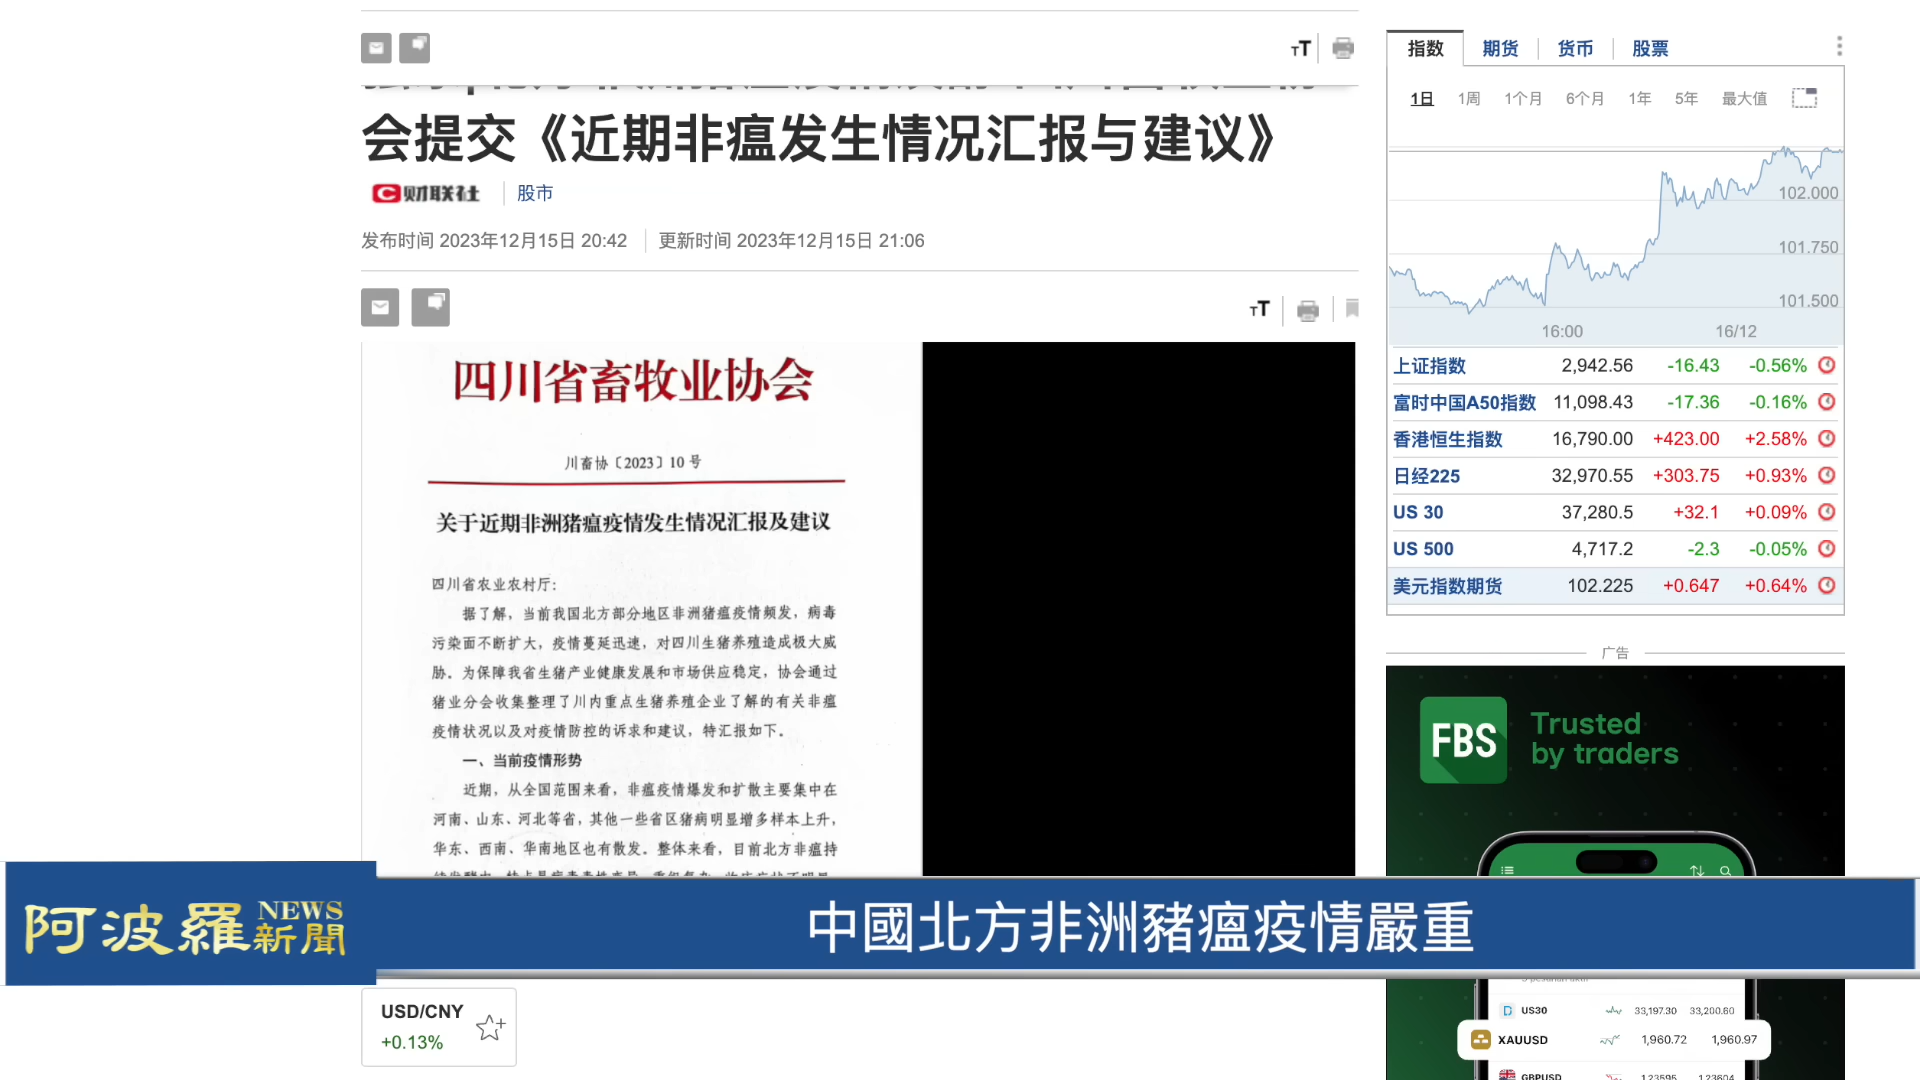 会提交《近期非瘟发生情况汇报与建议》
财联社
股市
发布时间 2023年12月15日 20:42
更新时间 2023年12月15日 21:06
四川省畜牧业协会
川畜协〔2023〕10 号
关于近期非洲猪瘟疫情发生情况汇报及建议
四川省农业农村厅:
据了解，当前我国北方部分地区非洲猪瘟疫情频发，病毒
污染面不断扩大，疫情蔓延迅速，对四川生猪养殖造成极大威
胁。为保障我省生猪产业健康发展和市场供应稳定，协会通过
猪业分会收集整理了川内重点生猪养殖企业了解的有关非瘟
疫情状况以及对疫情防控的诉求和建议，特汇报如下。
一、当前疫情形势
近期，从全国范围来看，非瘟疫情爆发和扩散主要集中在
河南、山东、河北等省，其他一些省区猪病明显增多样本上升，
华东、西南、华南地区也有散发。整体来看，目前北方非瘟持
指数 期货 货币 股票
1日 1周 1个月 6个月 1年 5年 最大值
102.000
101.750
101.500
16:00 16/12
上证指数 2,942.56 -16.43 -0.56%
富时中国A50指数 11,098.43 -17.36 -0.16%
香港恒生指数 16,790.00 +423.00 +2.58%
日经225 32,970.55 +303.75 +0.93%
US 30 37,280.5 +32.1 +0.09%
US 500 4,717.2 -2.3 -0.05%
美元指数期货 102.225 +0.647 +0.64%
广告
FBS
Trusted
by traders
阿波羅 NEWS
新聞
中國北方非洲豬瘟疫情嚴重
USD/CNY
+0.13%
US30 33,197.30 33,200.60
XAUUSD 1,960.72 1,960.97
GBPUSD 1.23595 1.23604